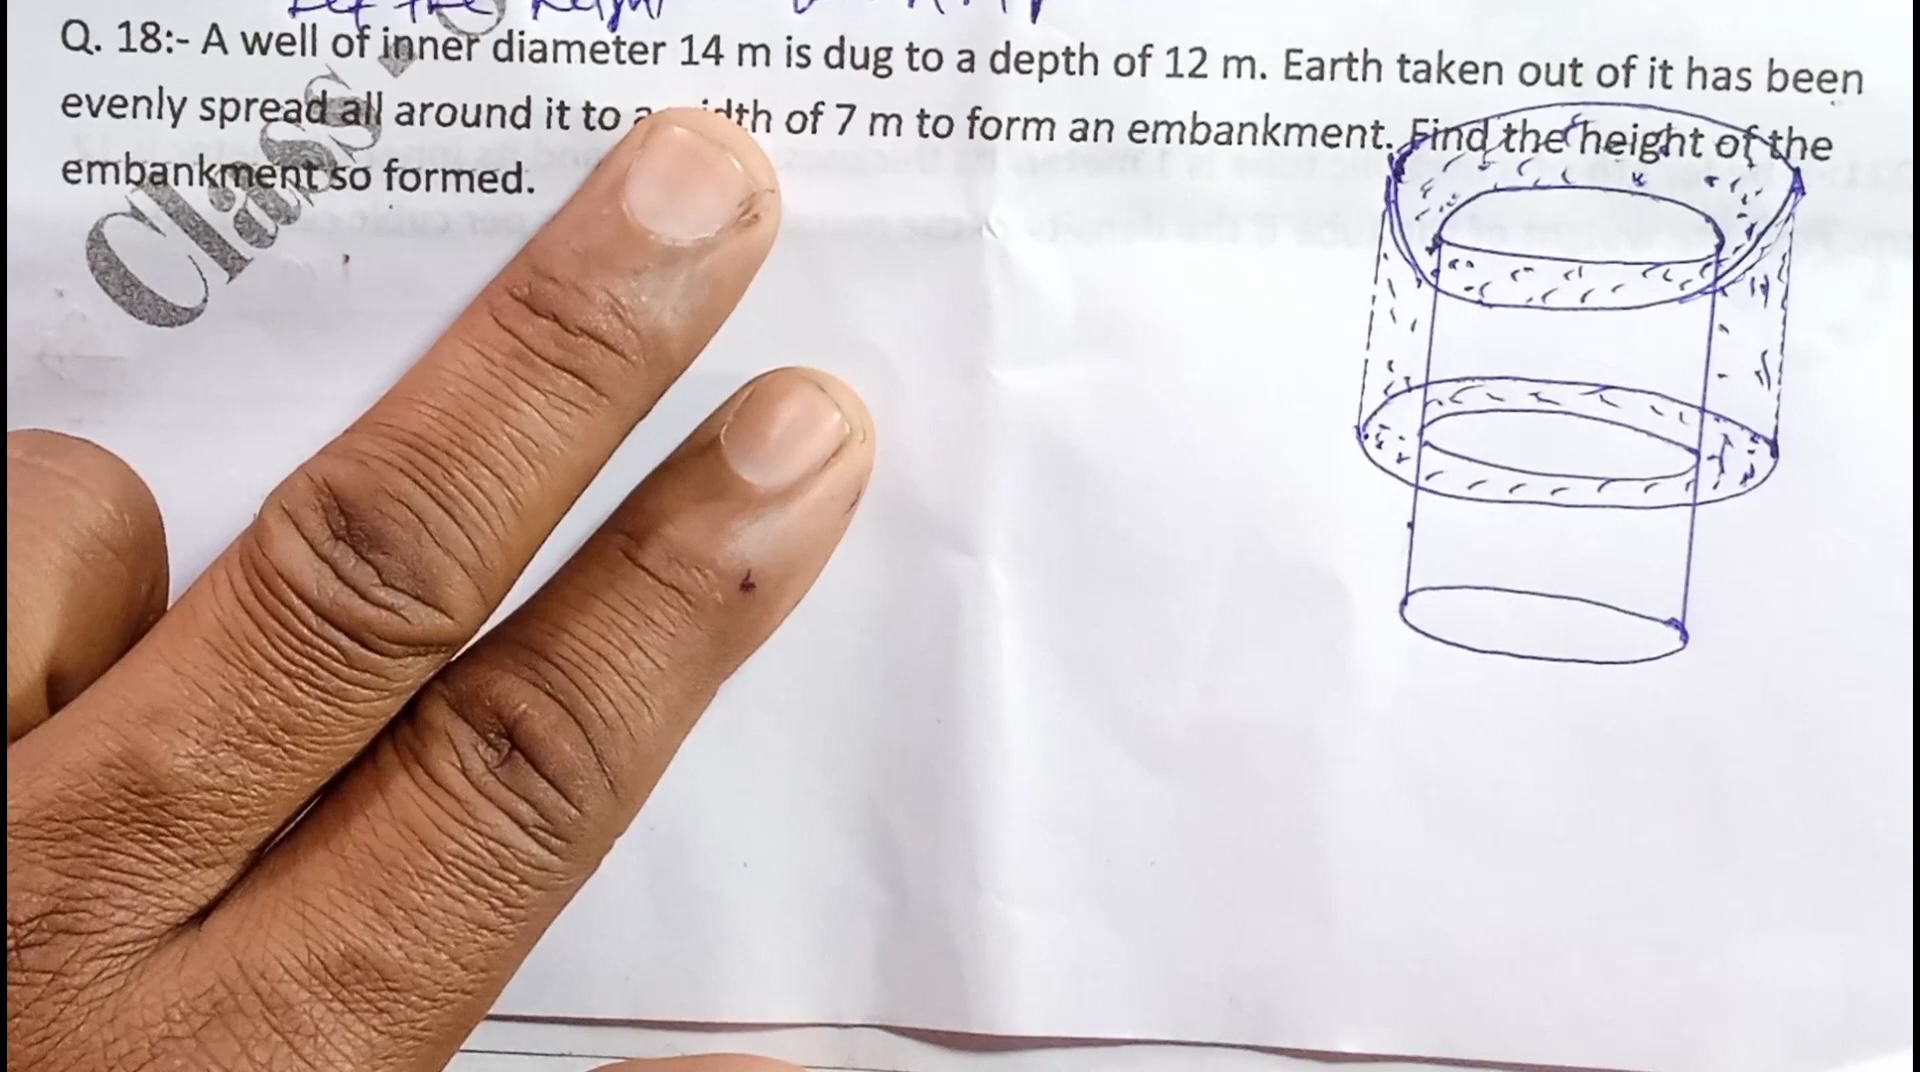 Q. 18:- A well of inner diameter 14 m is dug to a depth of 12 m. Earth taken out of it has been
evenly spread all around it to a width of 7 m to form an embankment. Find the height of the
embankment so formed.
Class